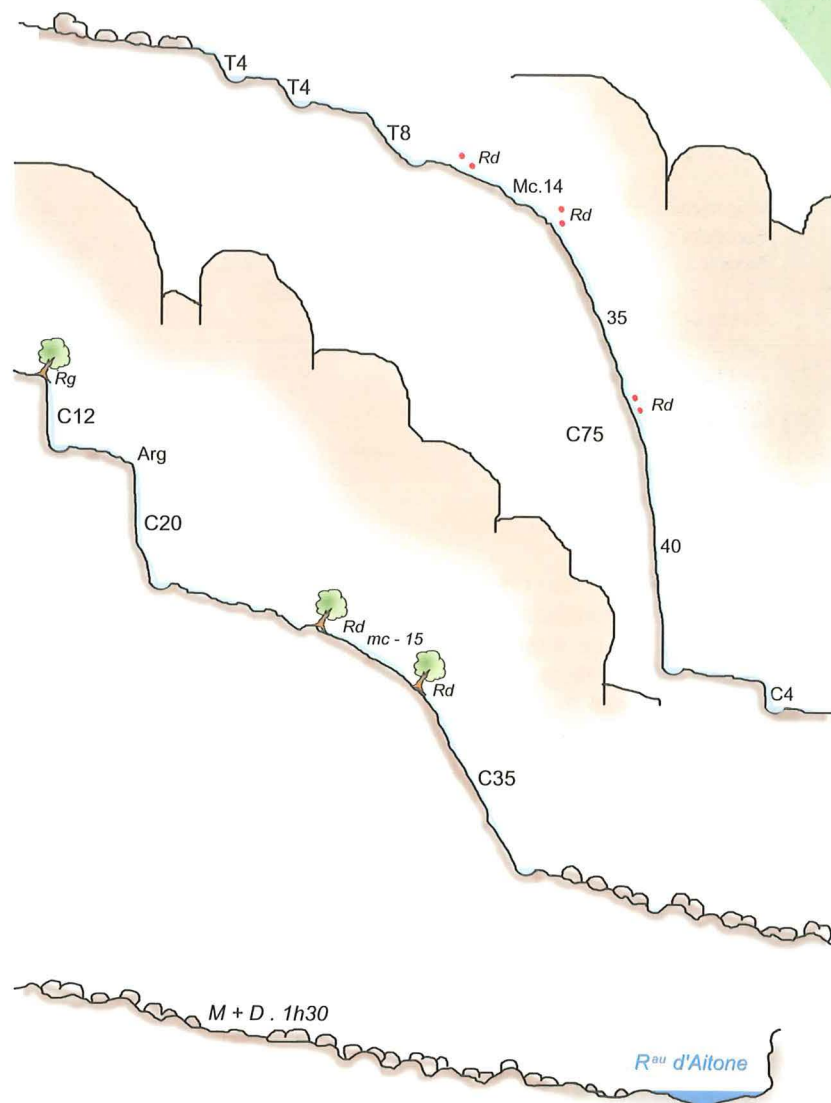 T4
T4
T8
Rd
Mc.14
Rd
35
Rd
C75
40
C4
Rg
C12
Arg
C20
Rd
mc - 15
Rd
C35
M + D . 1h30
Rau d'Aitone